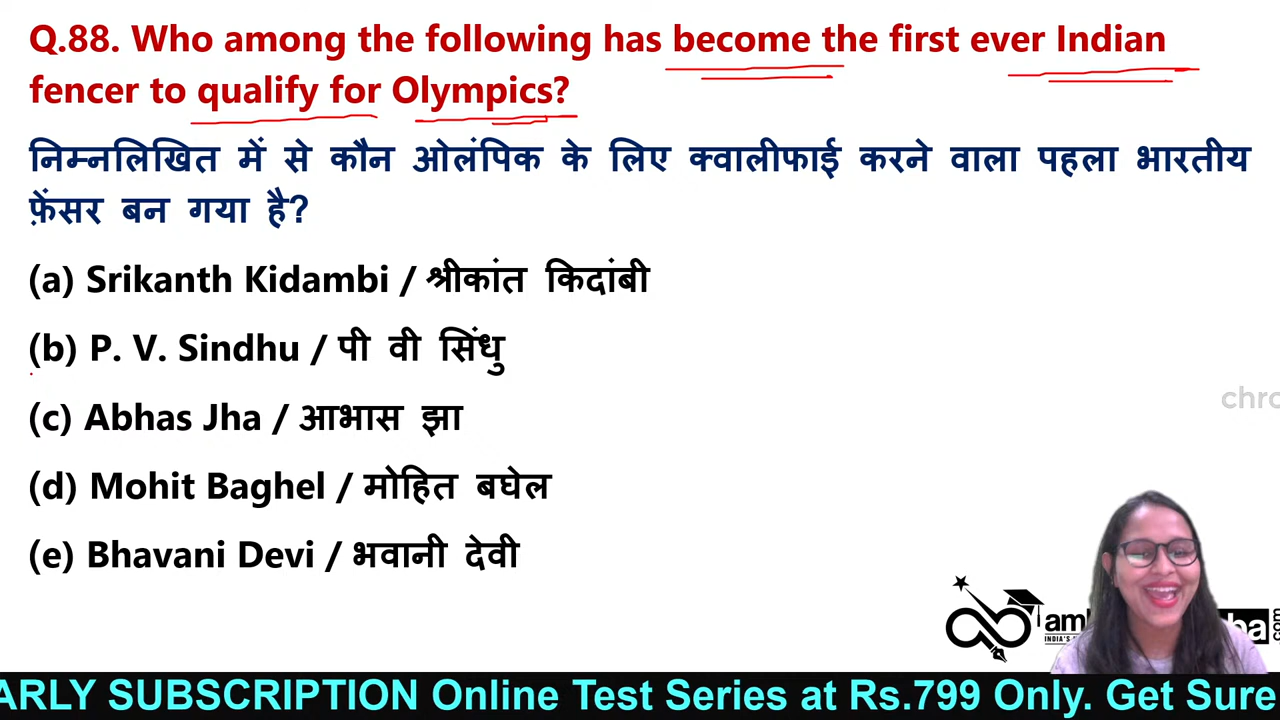 Q.88. Who among the following has become the first ever Indian
fencer to qualify for Olympics?
निम्नलिखित में से कौन ओलंपिक के लिए क्वालीफाई करने वाला पहला भारतीय
फ़ेंसर बन गया है?
(a) Srikanth Kidambi / श्रीकांत किदांबी
(b) P. V. Sindhu / पी वी सिंधु
(c) Abhas Jha / आभास झा
(d) Mohit Baghel / मोहित बघेल
(e) Bhavani Devi / भवानी देवी
ARLY SUBSCRIPTION Online Test Series at Rs.799 Only. Get Sure